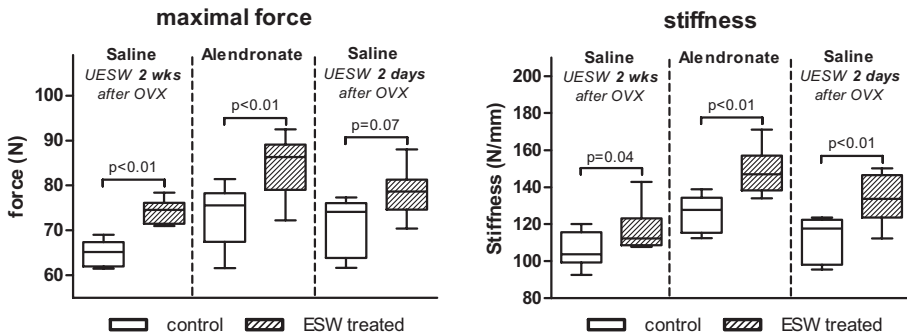 maximal force
Saline
UESW 2 wks
after OVX
Alendronate
Saline
UESW 2 days
after OVX
force (N)
100
90
80
70
60
p<0.01
p<0.01
p=0.07
control
ESW treated
stiffness
Saline
UESW 2 wks
after OVX
Alendronate
Saline
UESW 2 days
after OVX
Stiffness (N/mm)
200
180
160
140
120
100
80
p=0.04
p<0.01
p<0.01
control
ESW treated